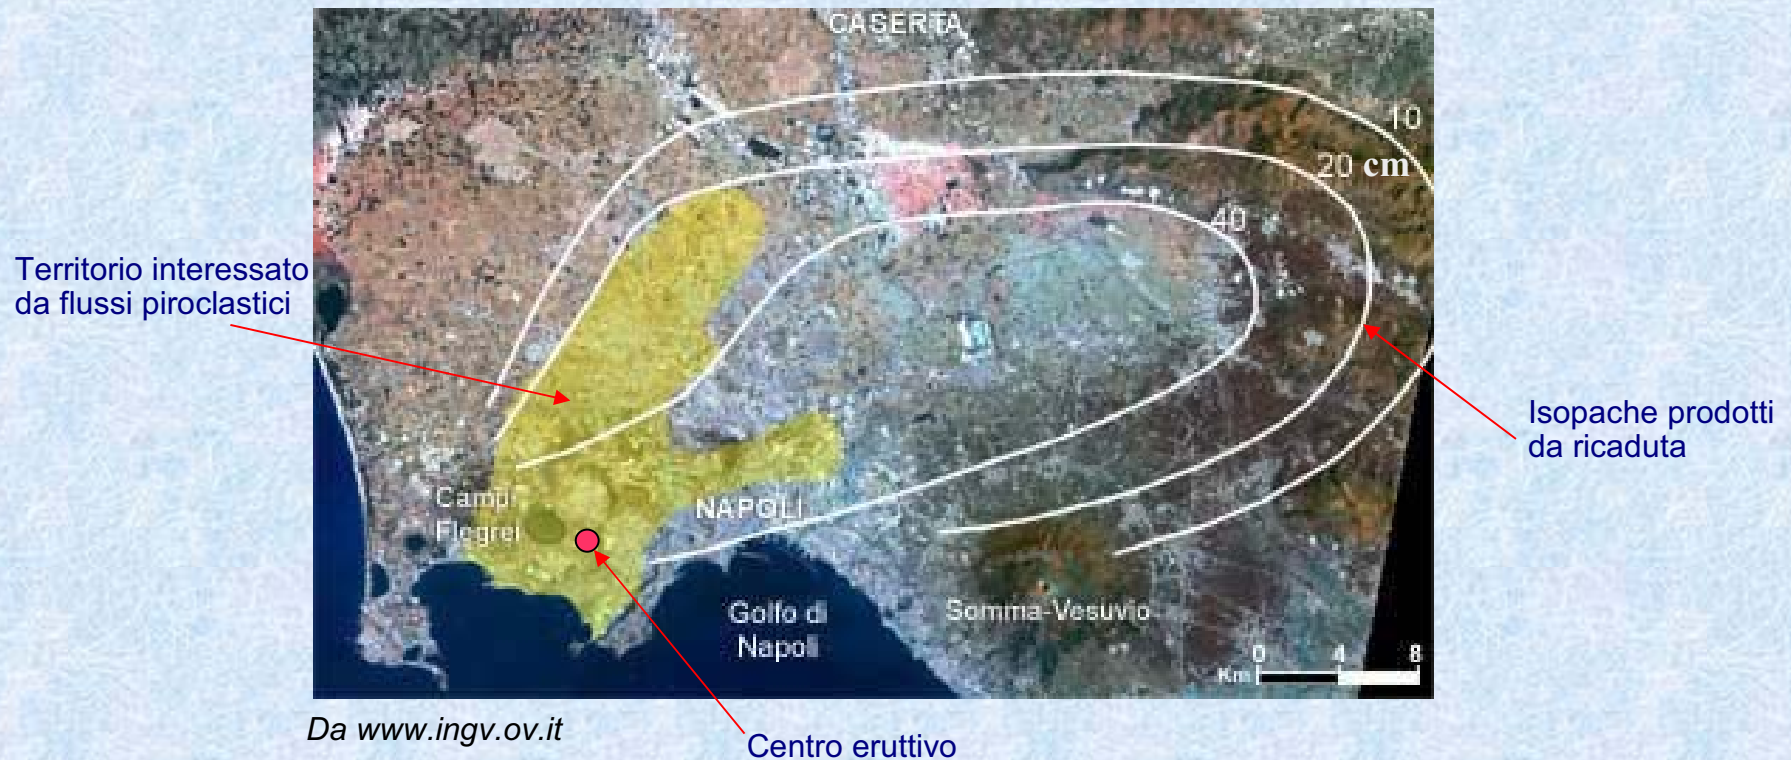 CASERTA
10
20 cm
40
Territorio interessato
da flussi piroclastici
Isopache prodotti
da ricaduta
Campi
Flegrei
NAPOLI
Golfo di
Napoli
Somma-Vesuvio
0 4 8
Km
Da www.ingv.ov.it
Centro eruttivo